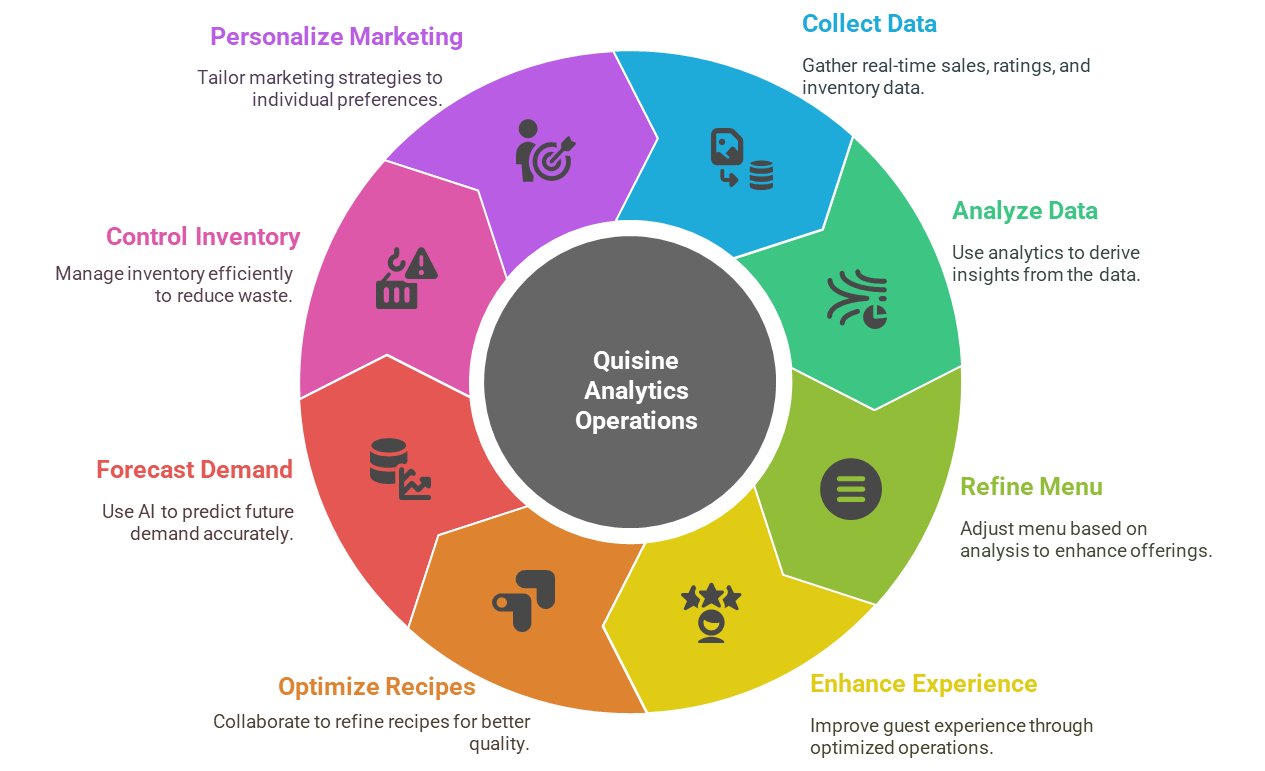 Personalize Marketing
Tailor marketing strategies to
individual preferences.
Collect Data
Gather real-time sales, ratings, and
inventory data.
Analyze Data
Use analytics to derive
insights from the data.
Control Inventory
Manage inventory efficiently
to reduce waste.
Quisine
Analytics
Operations
Forecast Demand
Use AI to predict future
demand accurately.
Refine Menu
Adjust menu based on
analysis to enhance offerings.
Optimize Recipes
Collaborate to refine recipes for better
quality.
Enhance Experience
Improve guest experience through
optimized operations.